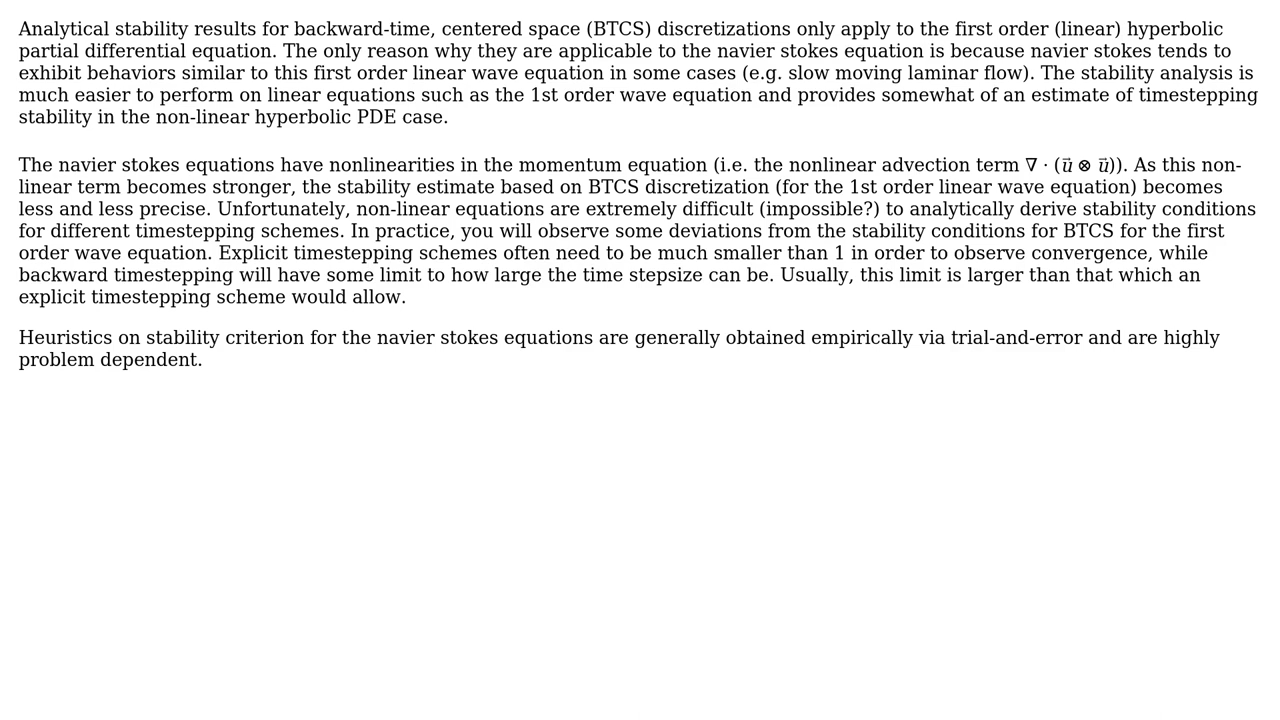 Analytical stability results for backward-time, centered space (BTCS) discretizations only apply to the first order (linear) hyperbolic
partial differential equation. The only reason why they are applicable to the navier stokes equation is because navier stokes tends to
exhibit behaviors similar to this first order linear wave equation in some cases (e.g. slow moving laminar flow). The stability analysis is
much easier to perform on linear equations such as the 1st order wave equation and provides somewhat of an estimate of timestepping
stability in the non-linear hyperbolic PDE case.
The navier stokes equations have nonlinearities in the momentum equation (i.e. the nonlinear advection term ∇ · (u⃗ ⊗ u⃗)). As this non-
linear term becomes stronger, the stability estimate based on BTCS discretization (for the 1st order linear wave equation) becomes
less and less precise. Unfortunately, non-linear equations are extremely difficult (impossible?) to analytically derive stability conditions
for different timestepping schemes. In practice, you will observe some deviations from the stability conditions for BTCS for the first
order wave equation. Explicit timestepping schemes often need to be much smaller than 1 in order to observe convergence, while
backward timestepping will have some limit to how large the time stepsize can be. Usually, this limit is larger than that which an
explicit timestepping scheme would allow.
Heuristics on stability criterion for the navier stokes equations are generally obtained empirically via trial-and-error and are highly
problem dependent.